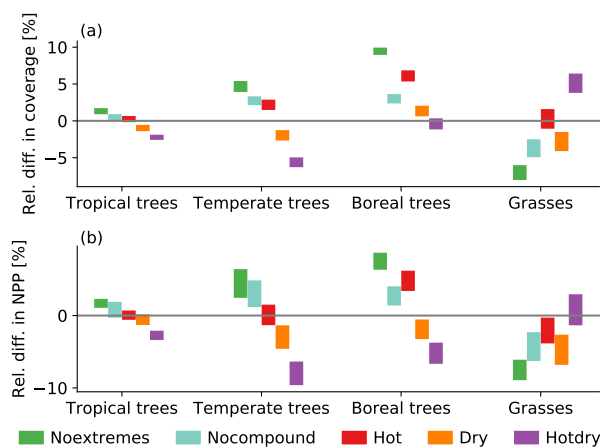 (a)
Rel. diff. in coverage [%]
10
5
0
−5
Tropical trees Temperate trees Boreal trees Grasses
(b)
Rel. diff. in NPP [%]
0
−10
Tropical trees Temperate trees Boreal trees Grasses
Noextremes Nocompound Hot Dry Hotdry